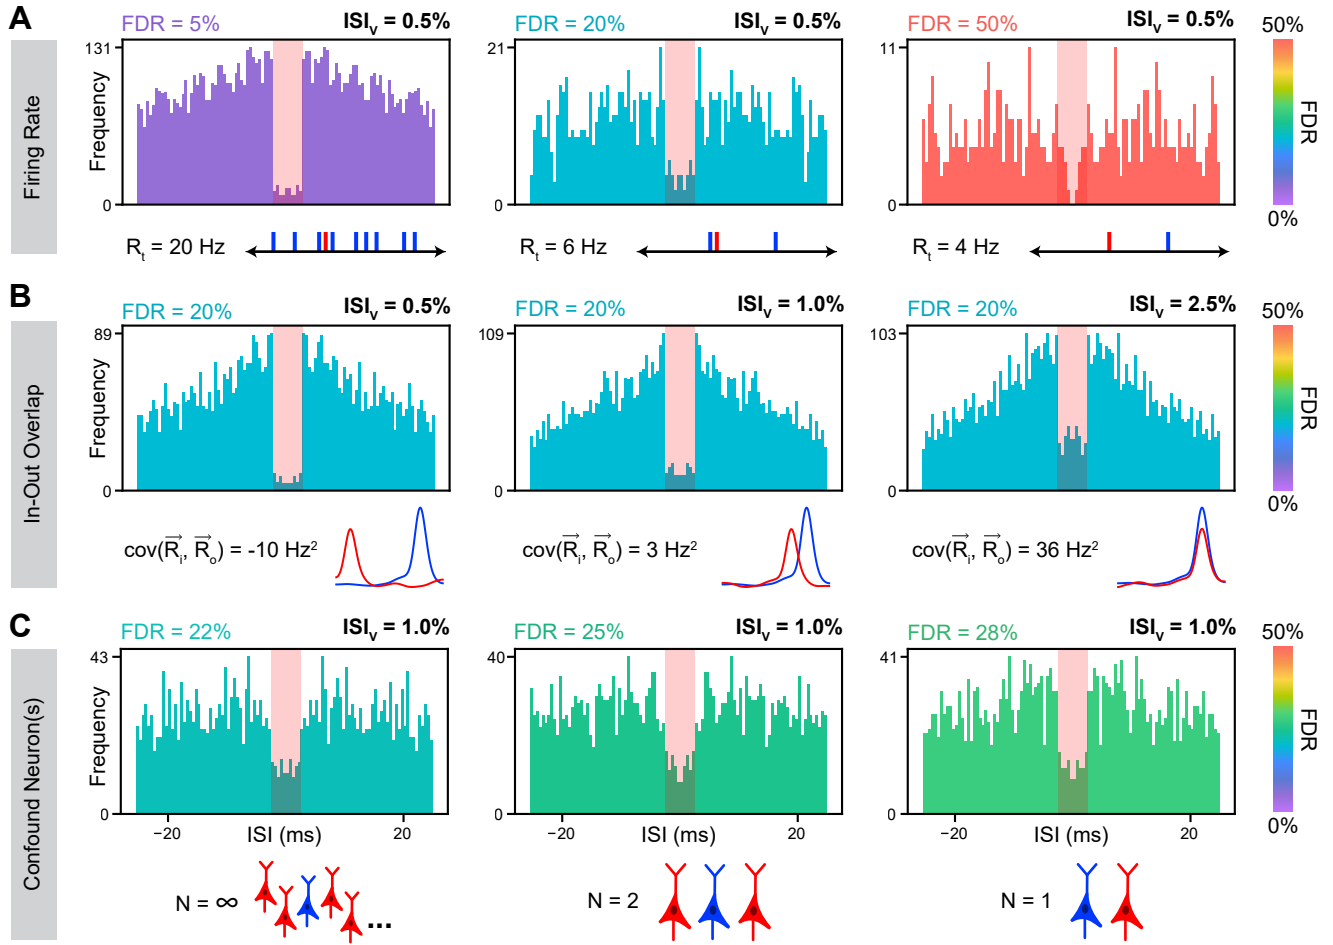 A
Firing Rate
FDR = 5%
ISIv = 0.5%
FDR = 20%
ISIv = 0.5%
FDR = 50%
ISIv = 0.5%
50%
131
Frequency
0
21
0
11
0
FDR
0%
Rt = 20 Hz
Rt = 6 Hz
Rt = 4 Hz
B
In-Out Overlap
FDR = 20%
ISIv = 0.5%
FDR = 20%
ISIv = 1.0%
FDR = 20%
ISIv = 2.5%
50%
89
Frequency
0
109
0
103
0
FDR
0%
cov(Ri, Ro) = -10 Hz²
cov(Ri, Ro) = 3 Hz²
cov(Ri, Ro) = 36 Hz²
C
Confound Neuron(s)
FDR = 22%
ISIv = 1.0%
FDR = 25%
ISIv = 1.0%
FDR = 28%
ISIv = 1.0%
50%
43
Frequency
0
40
0
41
0
FDR
0%
−20
ISI (ms)
20
−20
ISI (ms)
20
−20
ISI (ms)
20
N = ∞
...
N = 2
N = 1